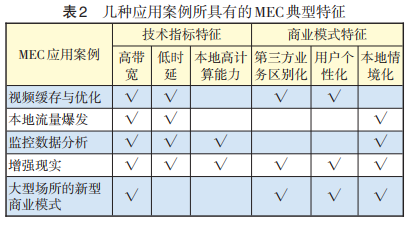 表2 几种应用案例所具有的MEC典型特征
MEC应用案例 技术指标特征 商业模式特征
高带宽 低时延 本地高计算能力 第三方业务区别化 用户个性化 本地情境化
视频缓存与优化 √ √ √ √
本地流量爆发 √ √ √
监控数据分析 √ √ √ √
增强现实 √ √ √ √ √ √
大型场所的新型商业模式 √ √ √ √